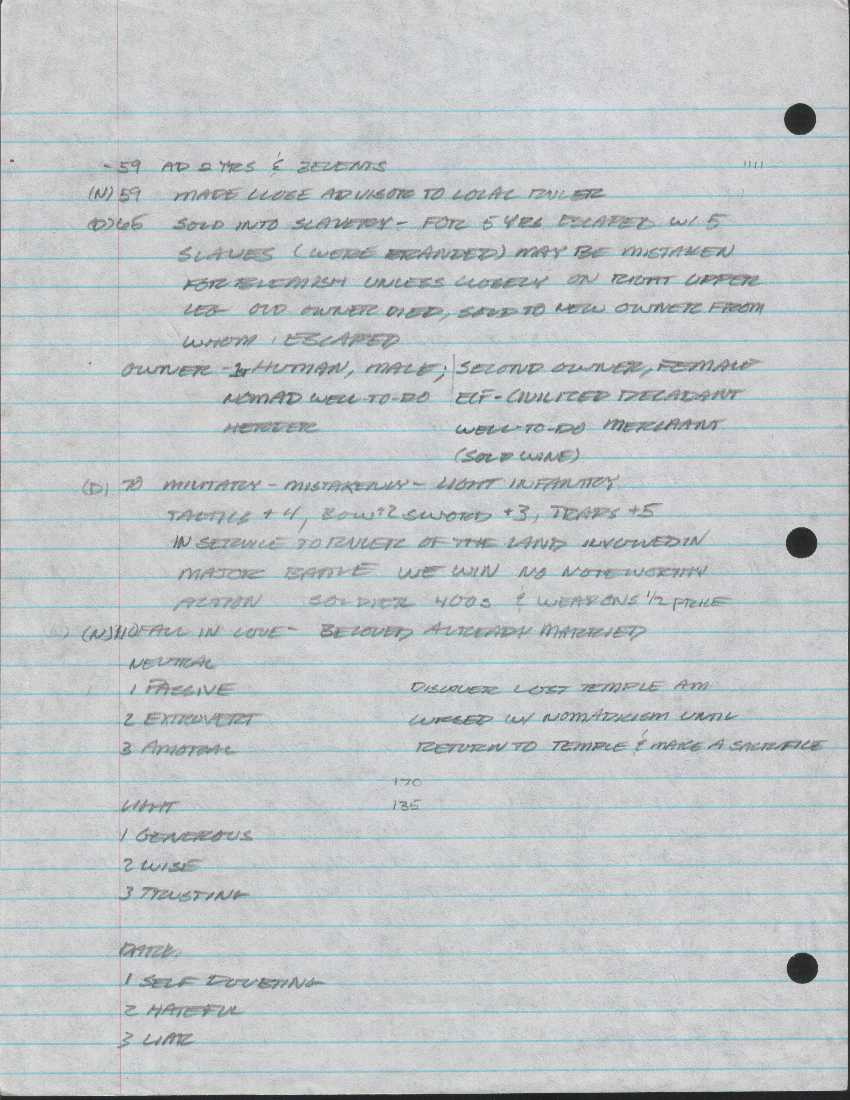 -59 AD 2 YRS &
(N) 59 MADE CLOSE ADVISOR TO LOCAL RULER
(D) 65 SOLD INTO SLAVERY - FOR 5 YRS ESCAPED W/ 5
SLAVES (WERE BRANDED) MAY BE MISTAKEN
FOR BLEMISH UNLESS CLOSELY ON RIGHT UPPER
LEG OLD OWNER DIED, SOLD TO NEW OWNER FROM
WHOM I ESCAPED
OWNER - HUMAN, MALE; SECOND OWNER, FEMALE
NOMAD WELL-TO-DO ELF - CIVILIZED DECADANT
HERDER WELL-TO-DO MERCHANT
(SOLD WINE)
(D) 70 MILITARY - MISTAKENLY - LIGHT INFANTRY
TACTICS +4, BOW +2 SWORD +3, TRAPS +5
IN SERVICE TO RULER OF THE LAND INVOLVED IN
MAJOR BATTLE WE WIN NO NOTEWORTHY
ACTION SOLDIER 400S & WEAPONS 1/2 PRICE
(N) 110 FALL IN LOVE - BELOVED ALREADY MARRIED
NEUTRAL
1 PASSIVE DISCOVER LOST TEMPLE AM
2 EXTROVERT CURSED W/ NOMADICISM UNTIL
3 AMORAL RETURN TO TEMPLE & MAKE A SACRIFICE
170
LIGHT 135
1 GENEROUS
2 WISE
3 TRUSTING
DARK
1 SELF DOUBTING
2 HATEFUL
3 LIAR